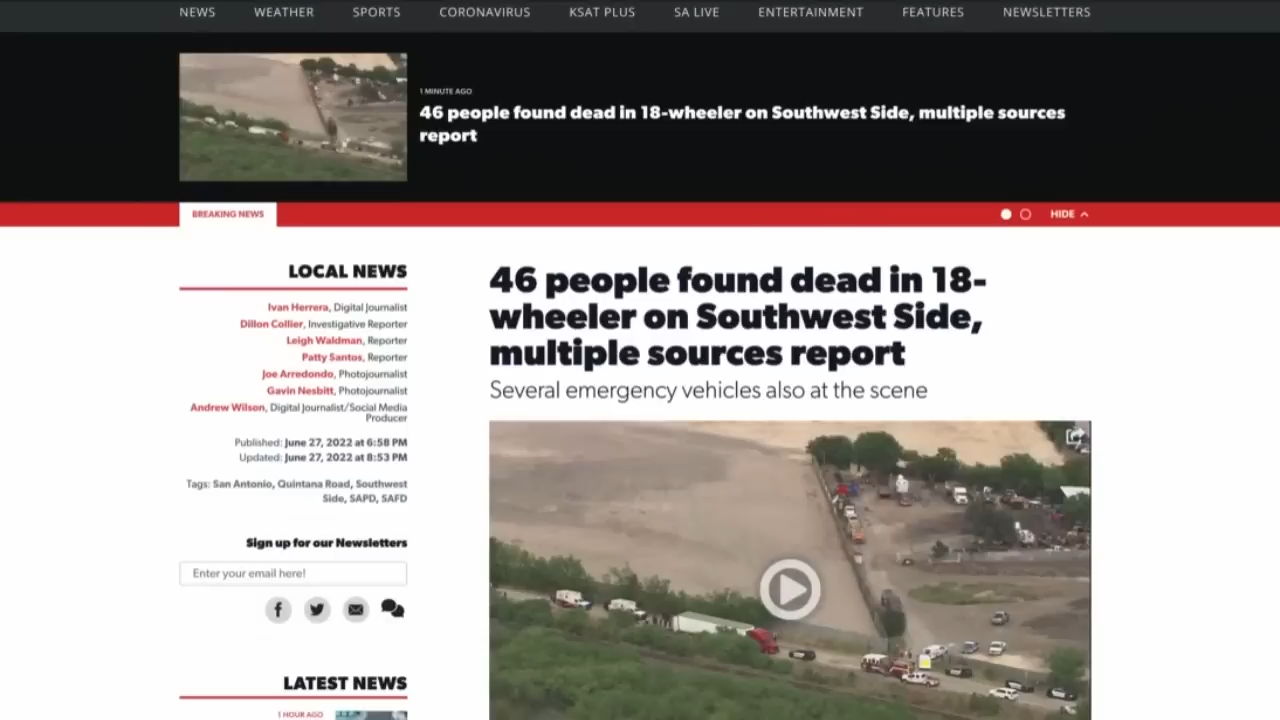 NEWS WEATHER SPORTS CORONAVIRUS KSAT PLUS SA LIVE ENTERTAINMENT FEATURES NEWSLETTERS
1 MINUTE AGO
46 people found dead in 18-wheeler on Southwest Side, multiple sources
report
BREAKING NEWS
HIDE
LOCAL NEWS
Ivan Herrera, Digital Journalist
Dillon Collier, Investigative Reporter
Leigh Waldman, Reporter
Patty Santos, Reporter
Joe Arredondo, Photojournalist
Gavin Nesbitt, Photojournalist
Andrew Wilson, Digital Journalist/Social Media
Producer
Published: June 27, 2022 at 6:58 PM
Updated: June 27, 2022 at 8:53 PM
Tags: San Antonio, Quintana Road, Southwest
Side, SAPD, SAFD
Sign up for our Newsletters
Enter your email here!
LATEST NEWS
1 HOUR AGO
46 people found dead in 18-
wheeler on Southwest Side,
multiple sources report
Several emergency vehicles also at the scene